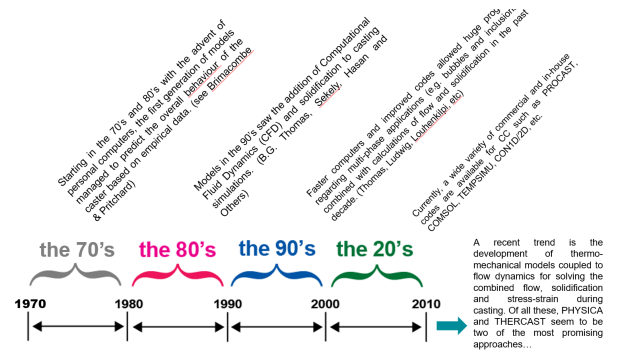 Starting in the 70's and 80's with the advent of
personal computers, the first generation of models
managed to predict the overall behaviour of the
caster based on empirical data, (see Brimacombe
& Pritchard)
Models in the 90's saw the addition of Computational
Fluid Dynamics (CFD) and solidification to casting
simulations. (B.G. Thomas, Sekely, Hasan and
Others)
Faster computers and improved codes allowed huge prog
regarding multi-phase applications (e.g. bubbles and inclusion
combined with calculations of flow and solidification in the past
decade. (Thomas, Ludwig, Louhenkilpi, etc)
Currently, a wide variety of commercial and in-house
codes are available for CC such as PROCAST,
COMSOL, TEMPSIMU, CON1D/2D, etc.
the 70's
the 80's
the 90's
the 20's
1970
1980
1990
2000
2010
A recent trend is the
development of thermo-
mechanical models coupled to
flow dynamics for solving the
combined flow, solidification
and stress-strain during
casting. Of all these, PHYSICA
and THERCAST seem to be
two of the most promising
approaches...